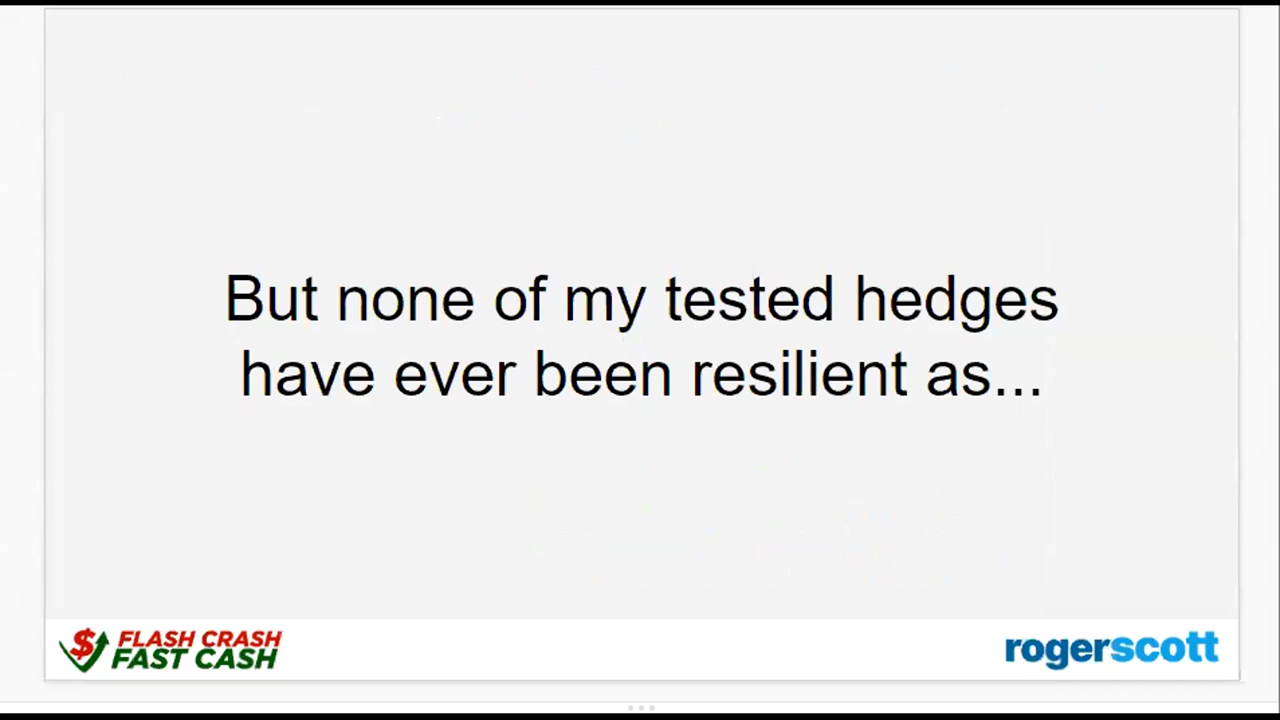 But none of my tested hedges
have ever been resilient as...
FLASH CRASH
FAST CASH
rogerscott